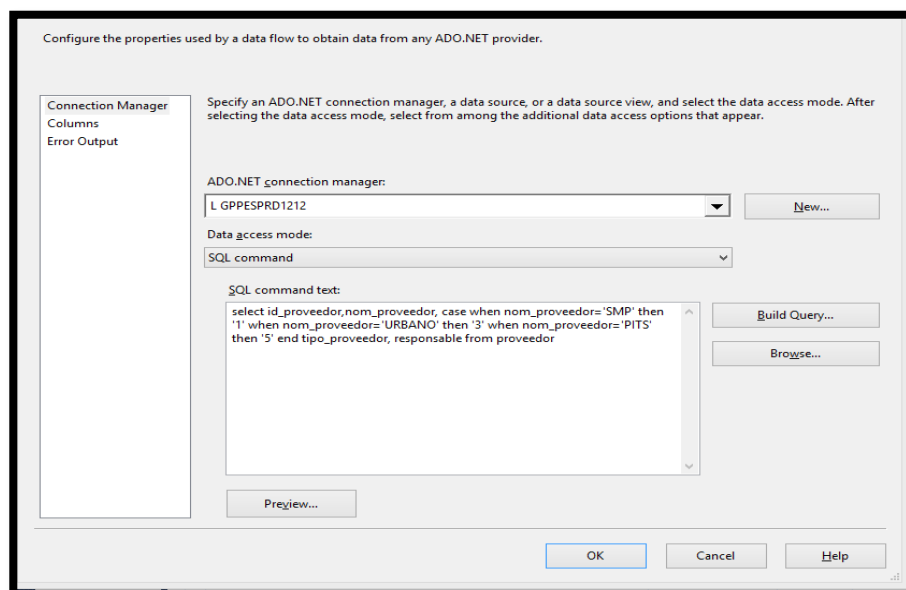 Configure the properties used by a data flow to obtain data from any ADO.NET provider.
Connection Manager
Columns
Error Output
Specify an ADO.NET connection manager, a data source, or a data source view, and select the data access mode. After
selecting the data access mode, select from among the additional data access options that appear.
ADO.NET connection manager:
L GPPESPRD1212
New...
Data access mode:
SQL command
SQL command text:
select id_proveedor,nom_proveedor, case when nom_proveedor='SMP' then
'1' when nom_proveedor='URBANO' then '3' when nom_proveedor='PITS'
then '5' end tipo_proveedor, responsable from proveedor
Build Query...
Browse...
Preview...
OK
Cancel
Help